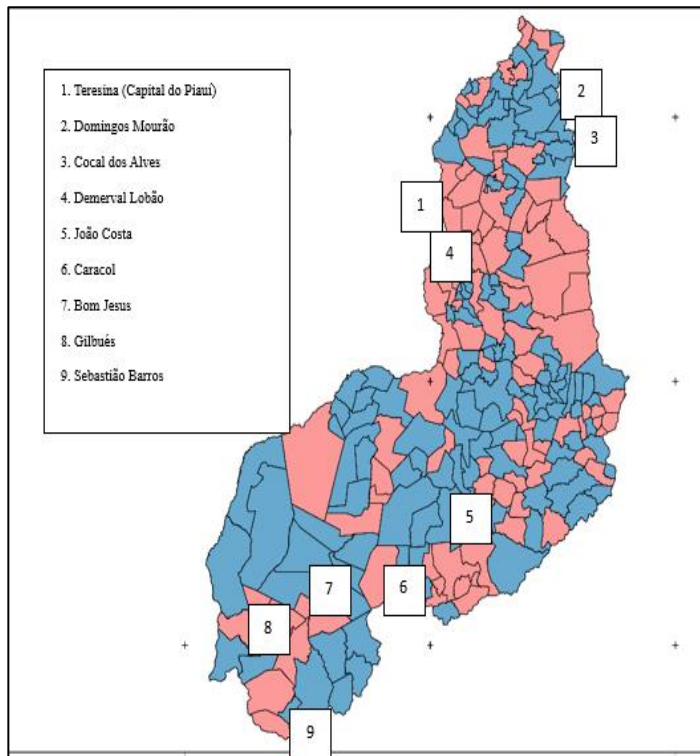 1. Teresina (Capital do Piauí)
2. Domingos Mourão
3. Cocal dos Alves
4. Demerval Lobão
5. João Costa
6. Caracol
7. Bom Jesus
8. Gilbués
9. Sebastião Barros
2
3
1
4
5
7
6
8
9